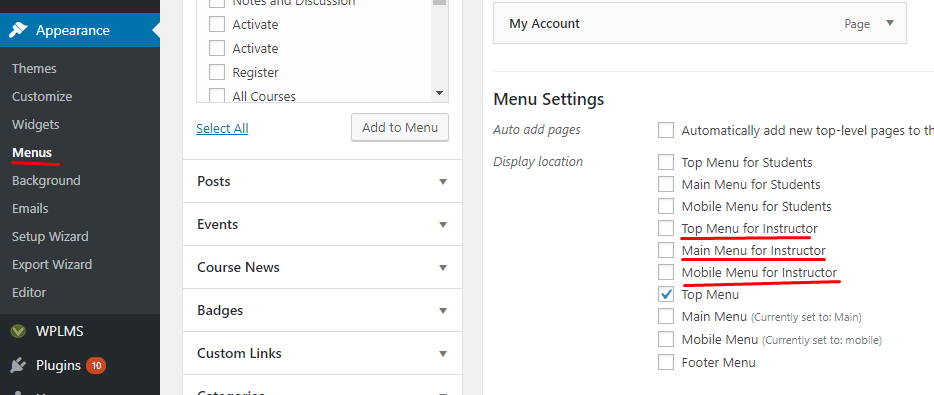 Appearance
Themes
Customize
Widgets
Menus
Background
Emails
Setup Wizard
Export Wizard
Editor
WPLMS
Plugins 10
Notes and Discussion
Activate
Activate
Register
All Courses
Select All
Add to Menu
Posts
Events
Course News
Badges
Custom Links
Categories
My Account Page
Menu Settings
Auto add pages
Automatically add new top-level pages to
Display location
Top Menu for Students
Main Menu for Students
Mobile Menu for Students
Top Menu for Instructor
Main Menu for Instructor
Mobile Menu for Instructor
Top Menu
Main Menu (Currently set to: Main)
Mobile Menu (Currently set to: mobile)
Footer Menu